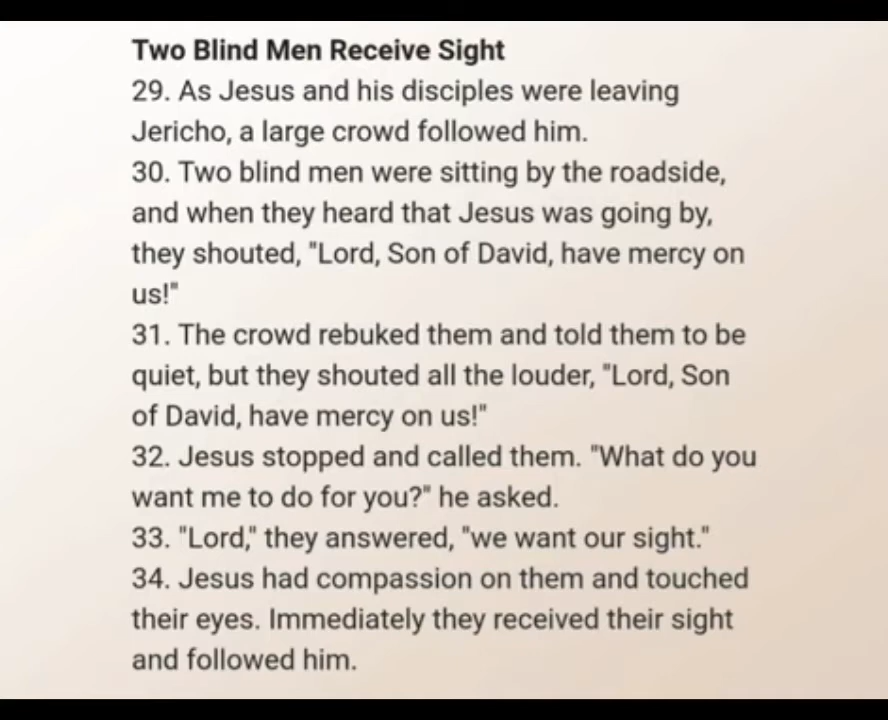 Two Blind Men Receive Sight
29. As Jesus and his disciples were leaving
Jericho, a large crowd followed him.
30. Two blind men were sitting by the roadside,
and when they heard that Jesus was going by,
they shouted, "Lord, Son of David, have mercy on
us!"
31. The crowd rebuked them and told them to be
quiet, but they shouted all the louder, "Lord, Son
of David, have mercy on us!"
32. Jesus stopped and called them. "What do you
want me to do for you?" he asked.
33. "Lord," they answered, "we want our sight."
34. Jesus had compassion on them and touched
their eyes. Immediately they received their sight
and followed him.